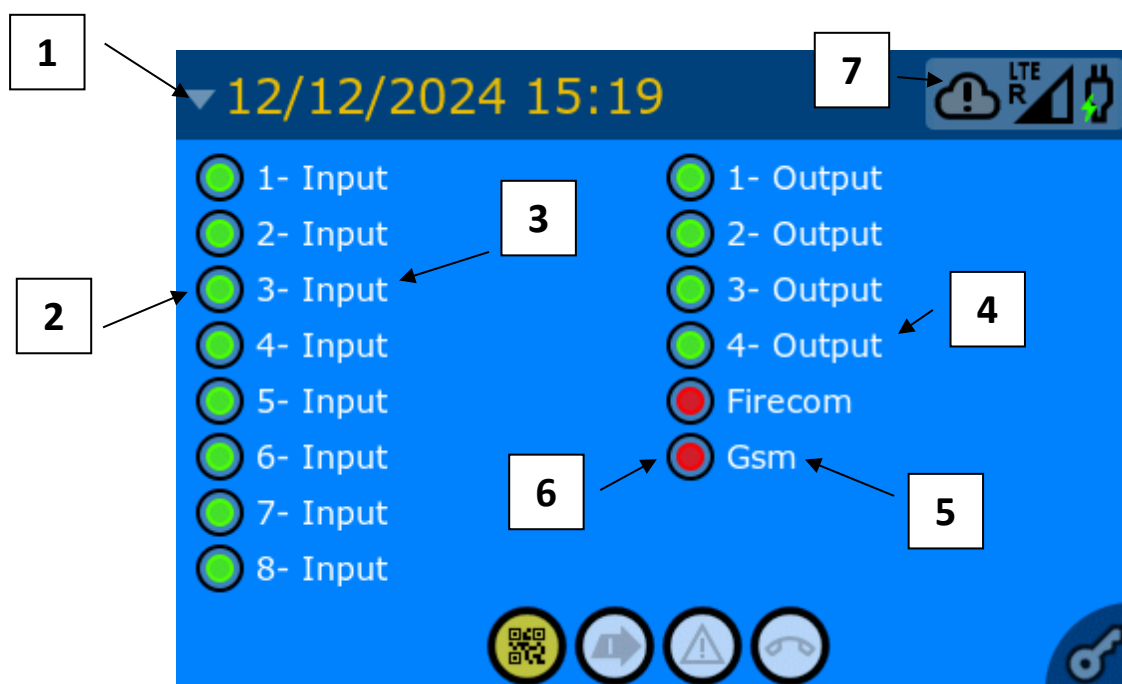 1
7
12/12/2024 15:19
LTE
R
1- Input
1- Output
2- Input
3
2- Output
3- Input
3- Output
2
4
4- Input
4- Output
5- Input
Firecom
6- Input
Gsm
6
5
7- Input
8- Input